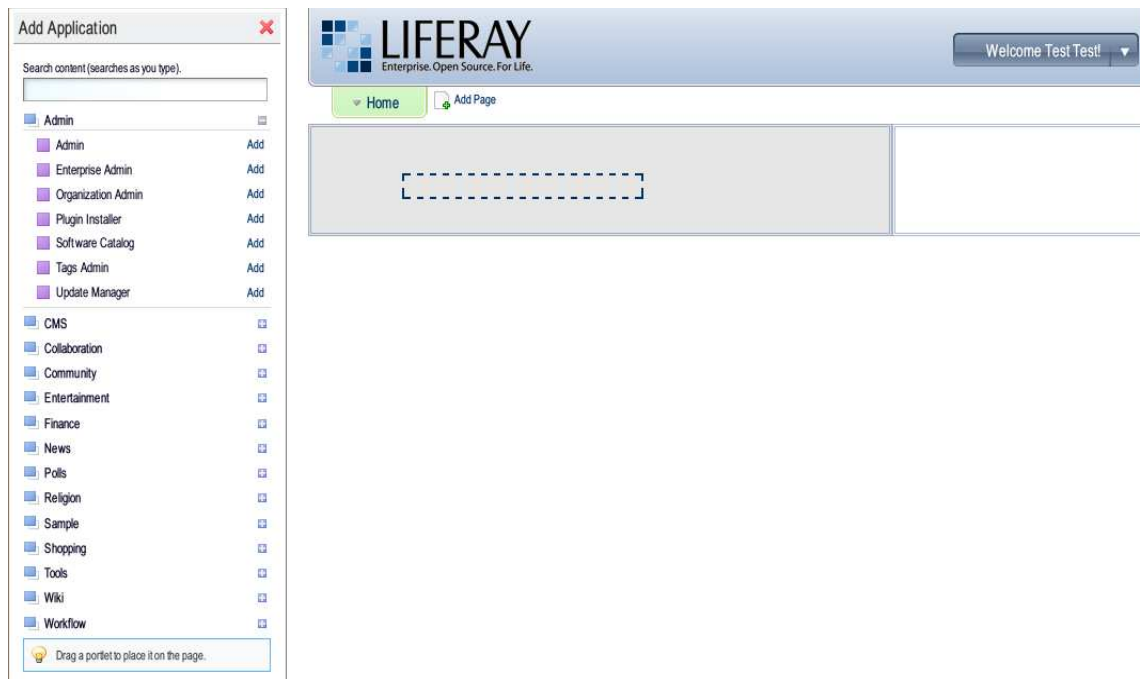 Add Application
Search content (searches as you type).
Admin
Admin Add
Enterprise Admin Add
Organization Admin Add
Plugin Installer Add
Software Catalog Add
Tags Admin Add
Update Manager Add
CMS
Collaboration
Community
Entertainment
Finance
News
Polls
Religion
Sample
Shopping
Tools
Wiki
Workflow
Drag a portlet to place it on the page.
LIFERAY
Enterprise. Open Source. For Life.
Welcome Test Test!
Home
Add Page